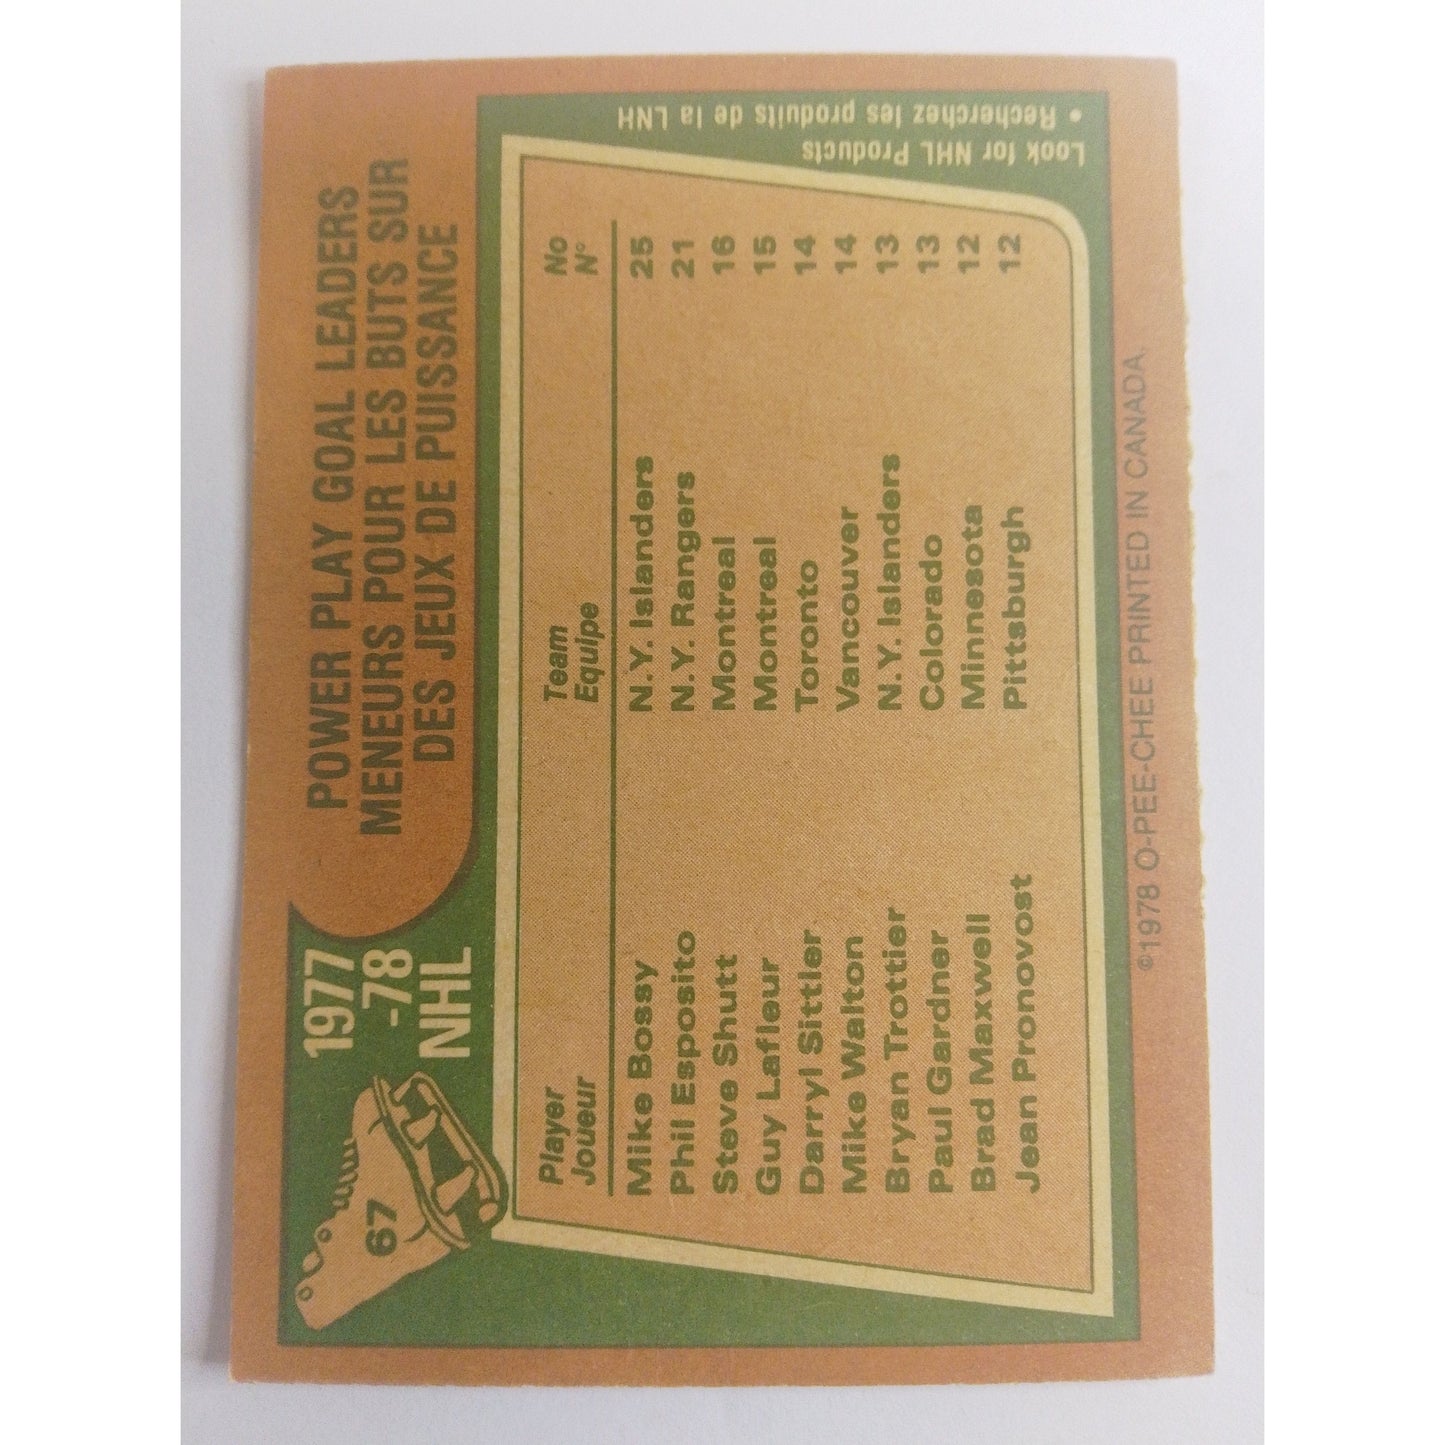 67
1977
-78
NHL
POWER PLAY GOAL LEADERS
MENEURS POUR LES BUTS SUR
DES JEUX DE PUISSANCE
Player Team No
Joueur Equipe N°
Mike Bossy N.Y. Islanders 25
Phil Esposito N.Y. Rangers 21
Steve Shutt Montreal 16
Guy Lafleur Montreal 15
Darryl Sittler Toronto 14
Mike Walton Vancouver 14
Bryan Trottier N.Y. Islanders 13
Paul Gardner Colorado 13
Brad Maxwell Minnesota 12
Jean Pronovost Pittsburgh 12
Look for NHL Products
• Recherchez les produits de la LNH
©1978 O-PEE-CHEE PRINTED IN CANADA.